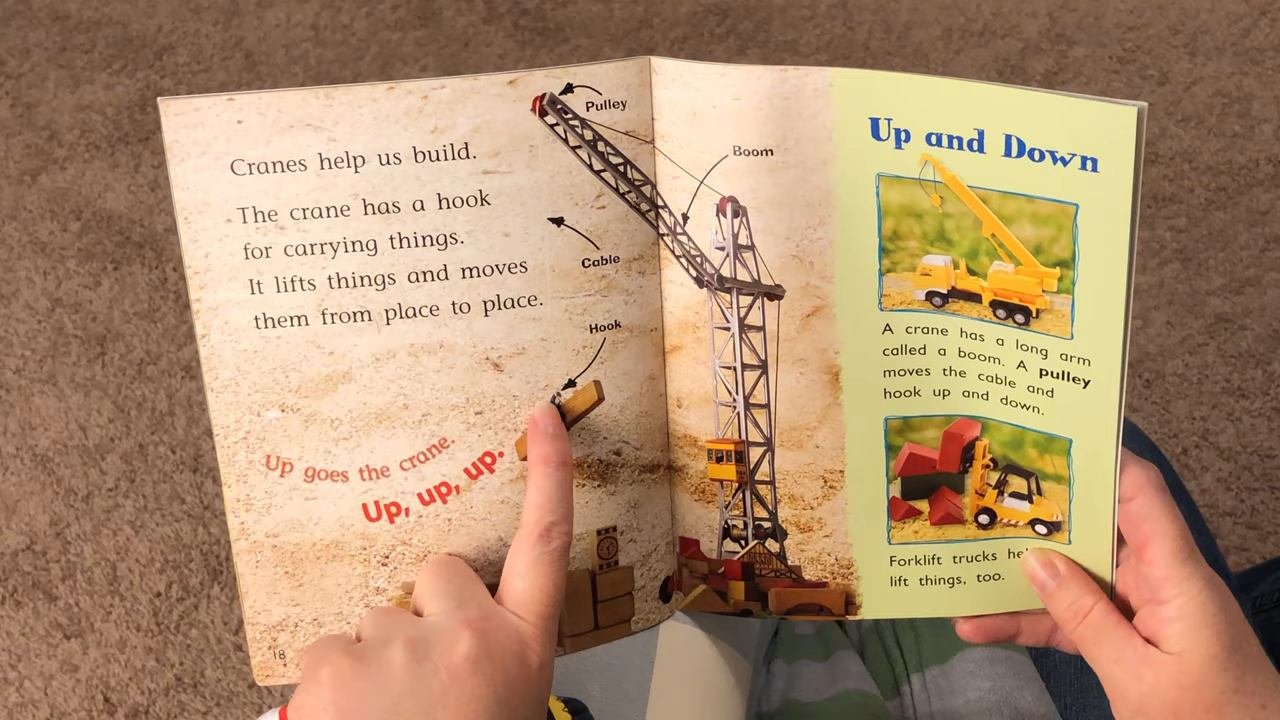 Cranes help us build.
The crane has a hook
for carrying things.
It lifts things and moves
them from place to place.
Pulley
Boom
Cable
Hook
Up goes the crane.
Up, up, up.
18
Up and Down
A crane has a long arm
called a boom. A pulley
moves the cable and
hook up and down.
Forklift trucks
lift things, too.